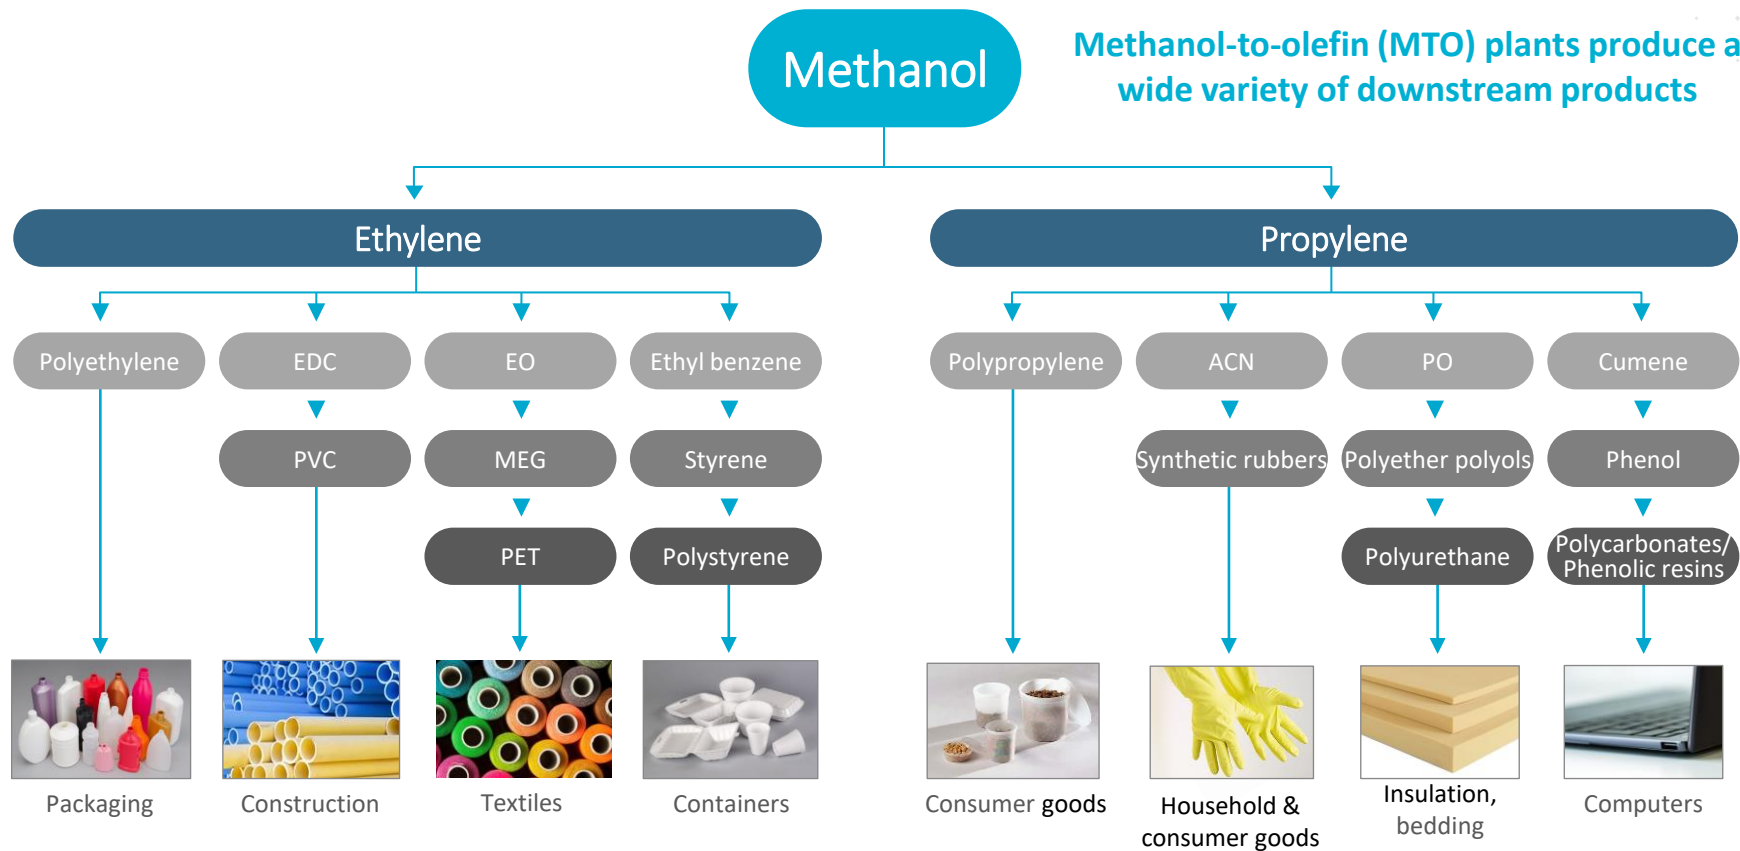 Methanol
Methanol-to-olefin (MTO) plants produce a
wide variety of downstream products
Ethylene
Propylene
Polyethylene
EDC
EO
Ethyl benzene
Polypropylene
ACN
PO
Cumene
PVC
MEG
Styrene
Synthetic rubbers
Polyether polyols
Phenol
PET
Polystyrene
Polyurethane
Polycarbonates/
Phenolic resins
Packaging
Construction
Textiles
Containers
Consumer goods
Household &
consumer goods
Insulation,
bedding
Computers